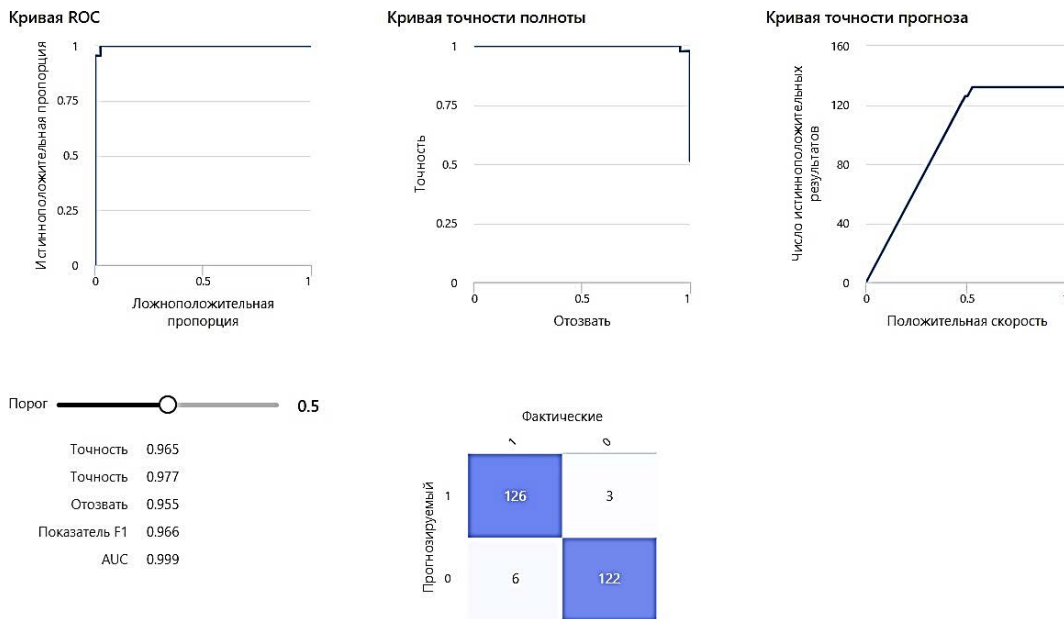 Кривая ROC
1
0.75
0.5
0.25
0
0
0.5
1
Истинноположительная пропорция
Ложноположительная
пропорция
Кривая точности полноты
1
0.75
0.5
0.25
0
0
0.5
1
Точность
Отозвать
Кривая точности прогноза
160
120
80
40
0
0
0.5
Число истинноположительных
результатов
Положительная скорость
Порог
0.5
Точность 0.965
Точность 0.977
Отозвать 0.955
Показатель F1 0.966
AUC 0.999
Фактические
1 0
Прогнозируемый
1 126 3
0 6 122